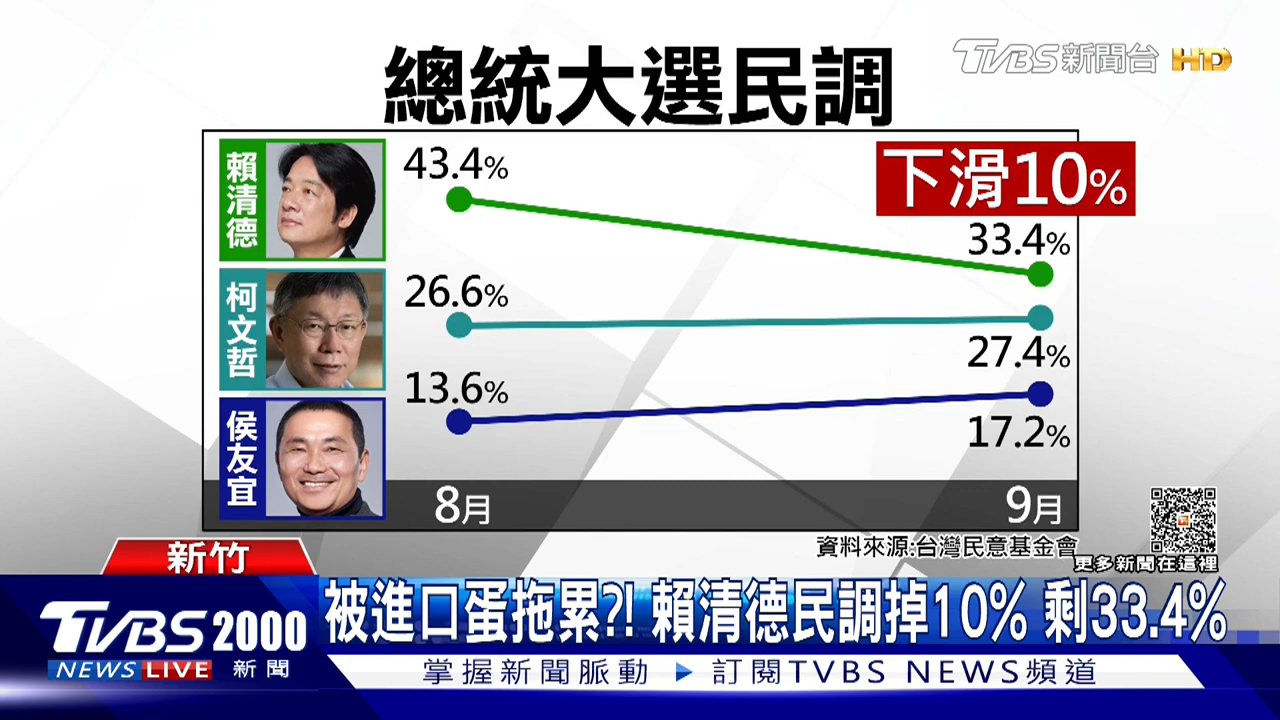 總統大選民調
TVBS新聞台 HD
賴清德
43.4%
下滑10%
33.4%
柯文哲
26.6%
27.4%
侯友宜
13.6%
17.2%
8月
9月
資料來源:台灣民意基金會
更多新聞在這裡
新竹
被進口蛋拖累?! 賴清德民調掉10% 剩33.4%
TVBS 2000
NEWS LIVE 新聞
掌握新聞脈動 ▶ 訂閱TVBS NEWS頻道